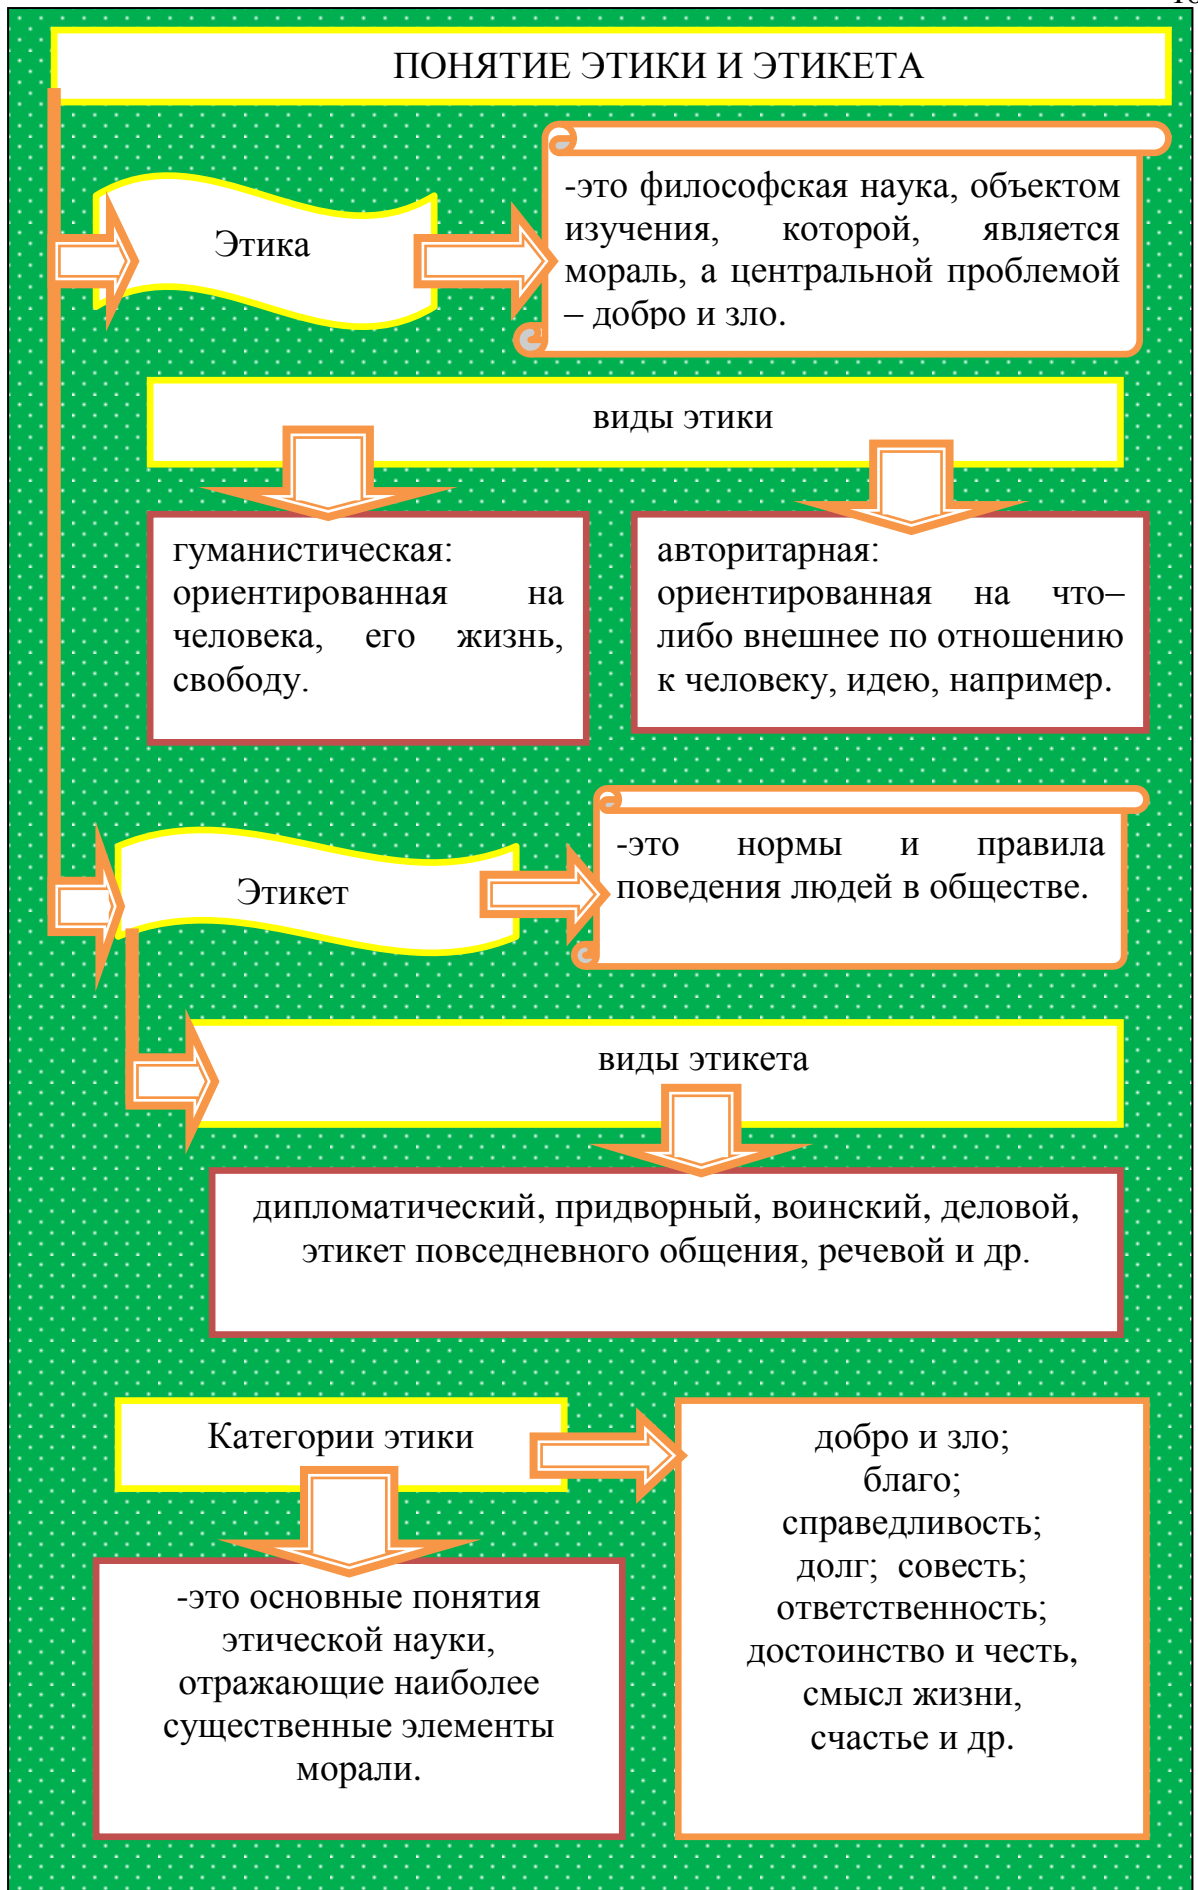 ПОНЯТИЕ ЭТИКИ И ЭТИКЕТА
Этика
-это философская наука, объектом
изучения, которой, является
мораль, а центральной проблемой
– добро и зло.
виды этики
гуманистическая:
ориентированная на
человека, его жизнь,
свободу.
авторитарная:
ориентированная на что–
либо внешнее по отношению
к человеку, идею, например.
Этикет
-это нормы и правила
поведения людей в обществе.
виды этикета
дипломатический, придворный, воинский, деловой,
этикет повседневного общения, речевой и др.
Категории этики
-это основные понятия
этической науки,
отражающие наиболее
существенные элементы
морали.
добро и зло;
благо;
справедливость;
долг; совесть;
ответственность;
достоинство и честь,
смысл жизни,
счастье и др.